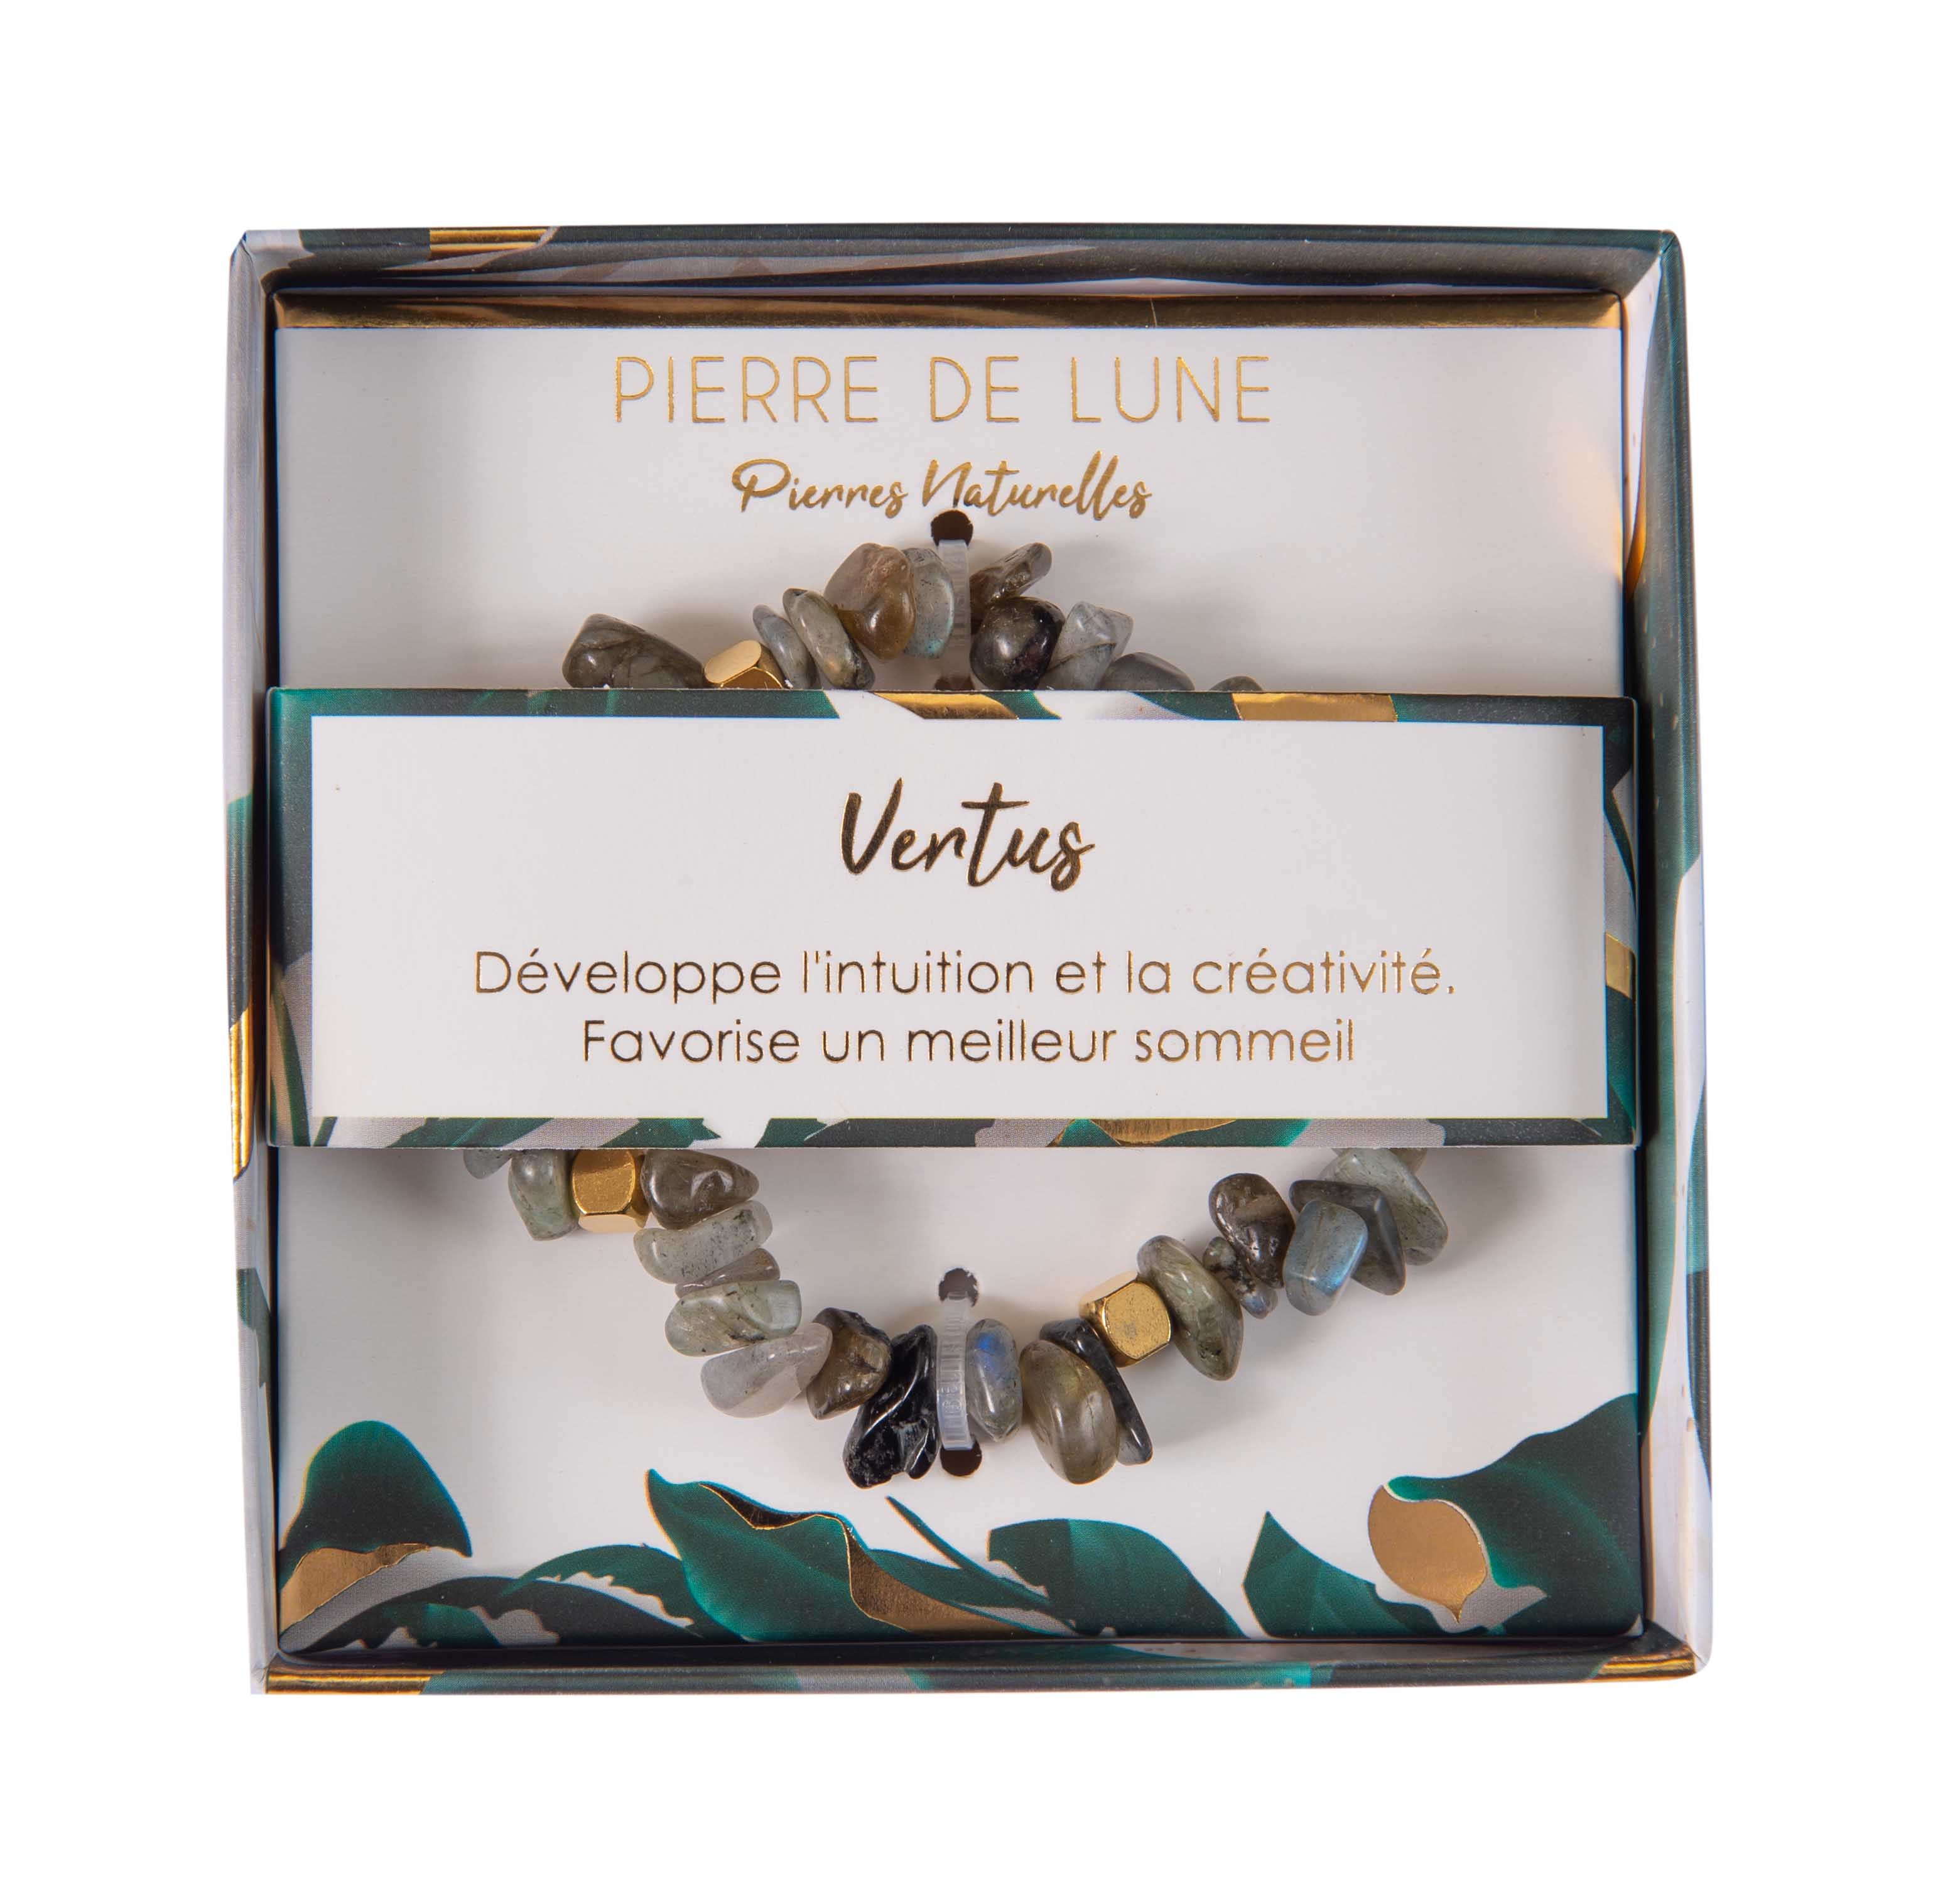 PIERRE DE LUNE
Pierres Naturelles
Vertus
Développe l'intuition et la créativité.
Favorise un meilleur sommeil